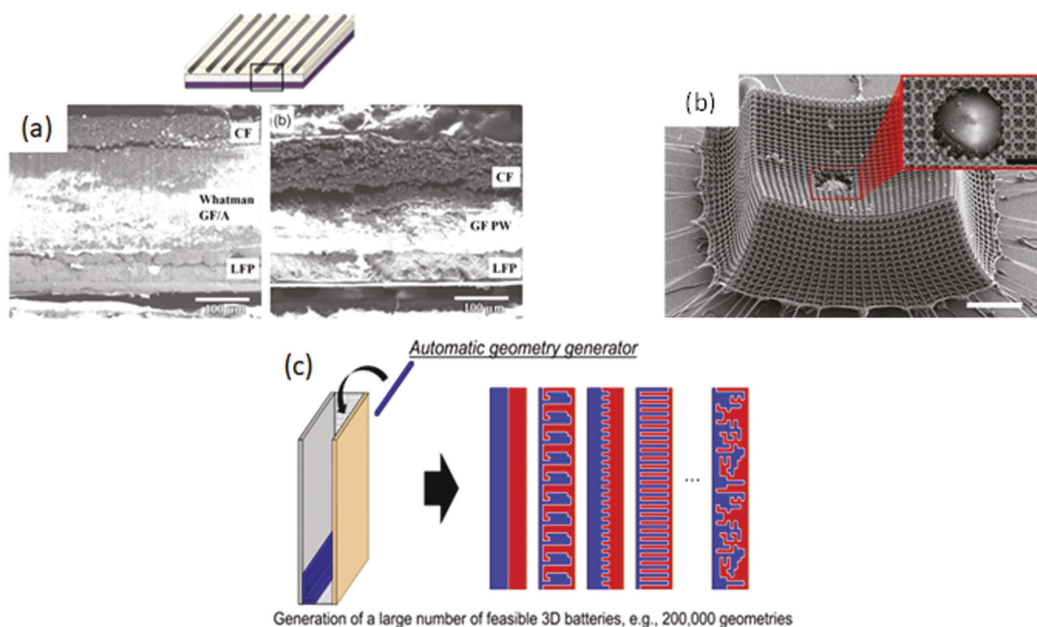 (a)
CF
Whatman
GF/A
LFP
100 µm
(b)
CF
GF PW
LFP
100 µm
(b)
(c)
Automatic geometry generator
...
Generation of a large number of feasible 3D batteries, e.g., 200,000 geometries